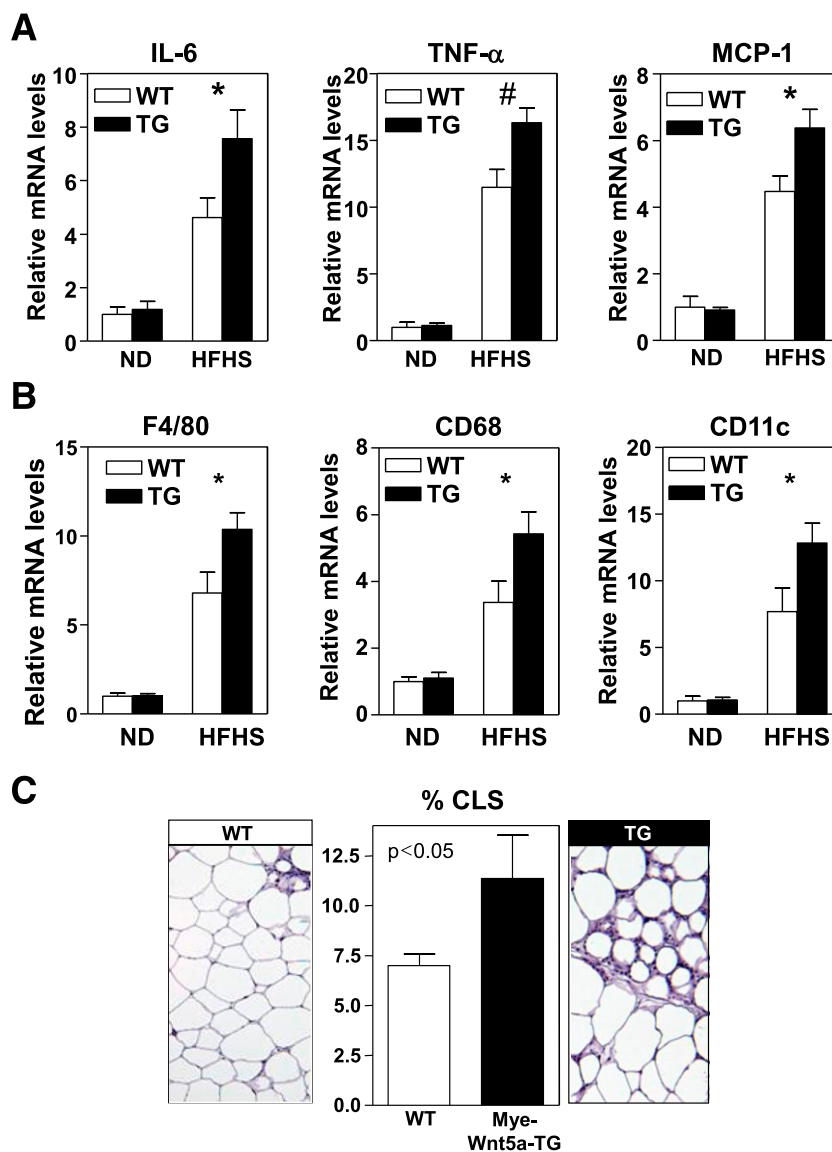 A
IL-6
TNF-α
MCP-1
Relative mRNA levels
10
8
6
4
2
0
WT
TG
*
ND
HFHS
Relative mRNA levels
20
15
10
5
0
WT
TG
#
ND
HFHS
Relative mRNA levels
8
6
4
2
0
WT
TG
*
ND
HFHS
B
F4/80
CD68
CD11c
Relative mRNA levels
15
10
5
0
WT
TG
*
ND
HFHS
Relative mRNA levels
8
6
4
2
0
WT
TG
*
ND
HFHS
Relative mRNA levels
20
15
10
5
0
WT
TG
*
ND
HFHS
C
% CLS
WT
12.5
10.0
7.5
5.0
2.5
0.0
p<0.05
WT
Mye-
Wnt5a-TG
TG